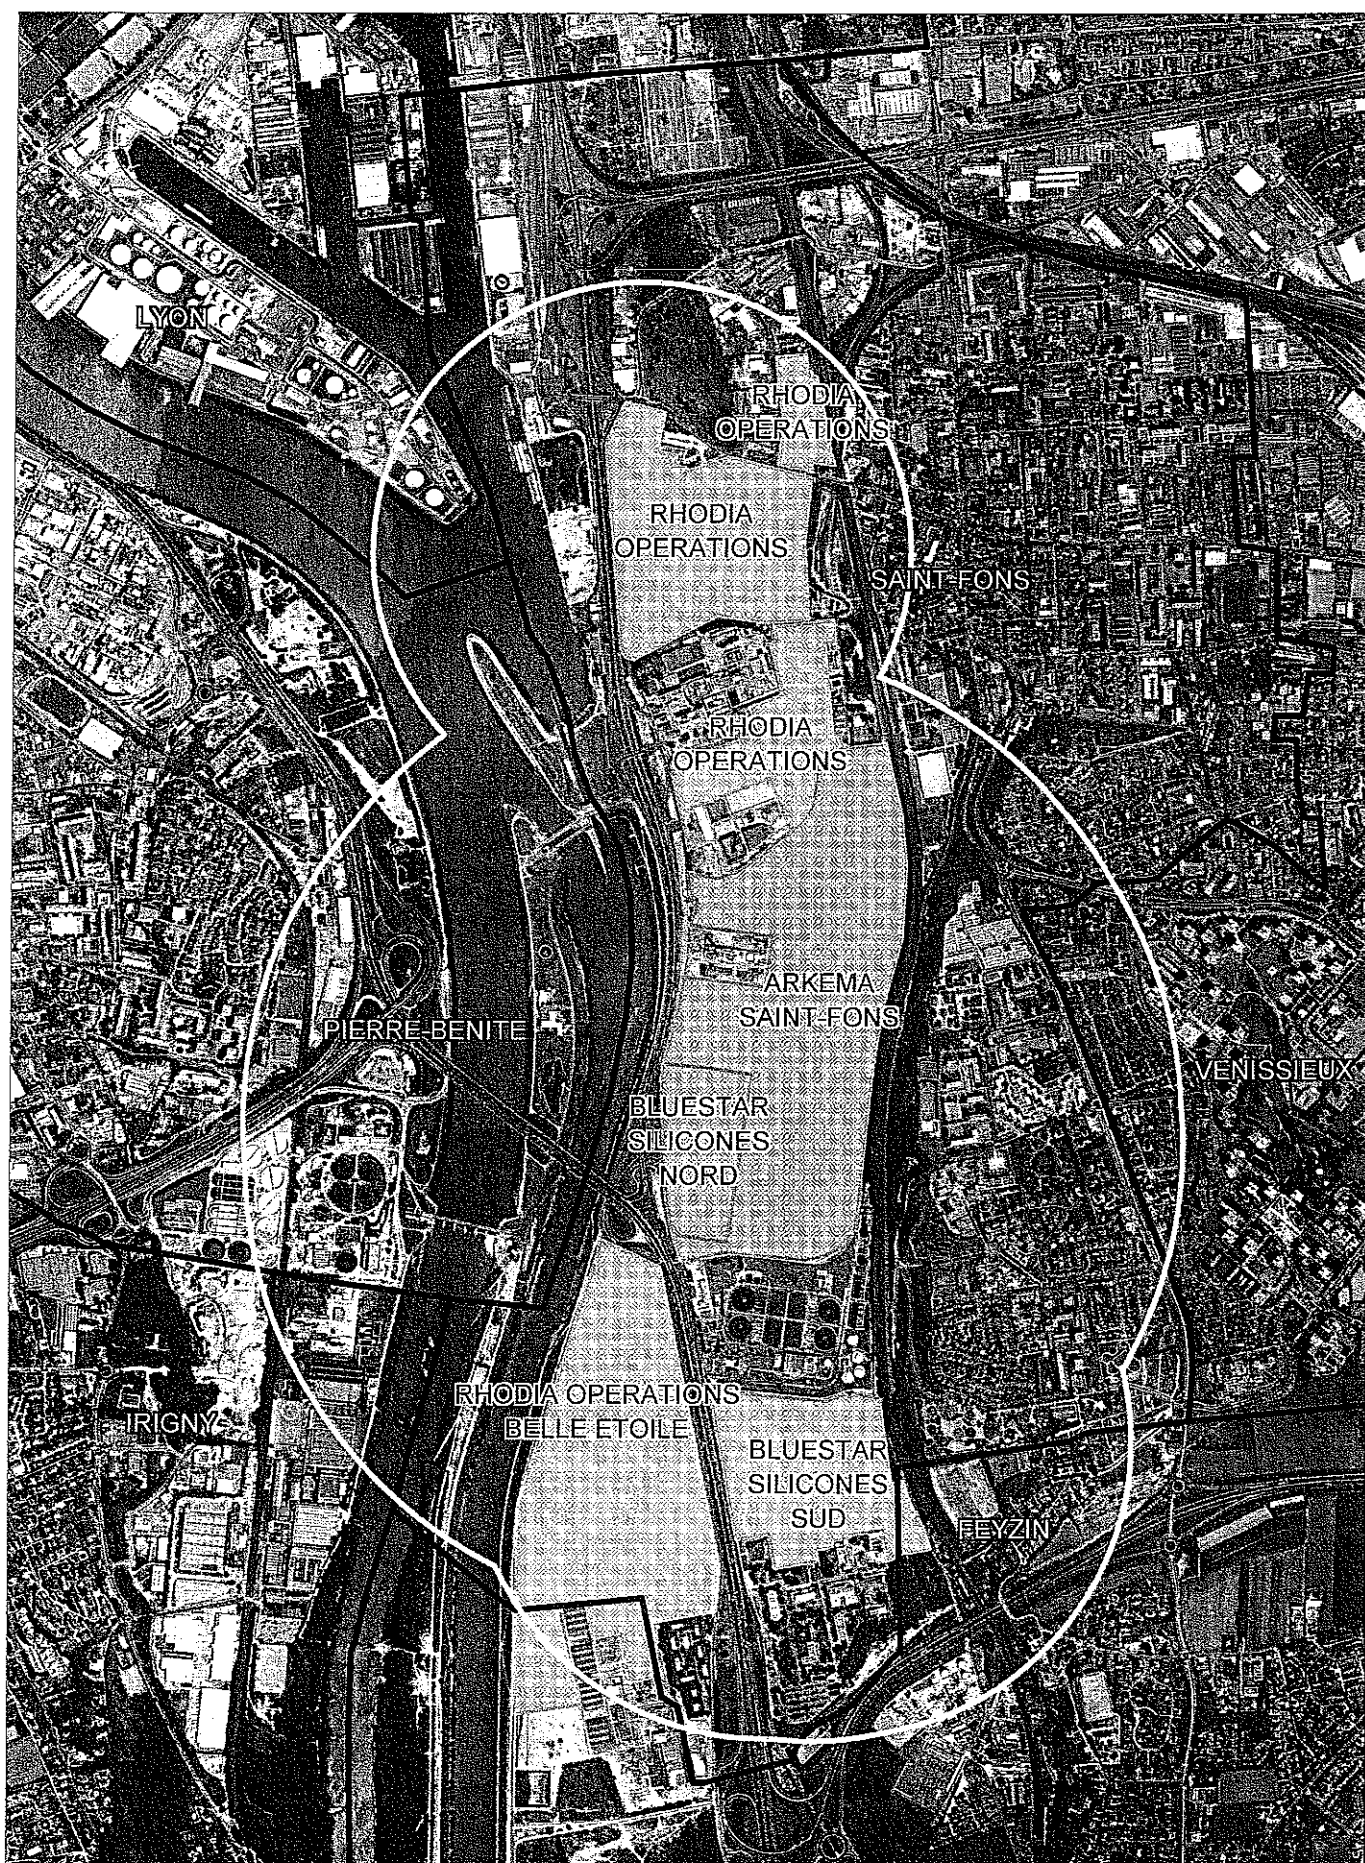 LYON
RHODIA
OPERATIONS
RHODIA
OPERATIONS
SAINT-FONS
RHODIA
OPERATIONS
ARKEMA
SAINT-FONS
PIERRE-BENITE
VENISSIEUX
BLUESTAR
SILICONES
NORD
RHODIA OPERATIONS
BELLE ETOILE
IRIGNY
BLUESTAR
SILICONES
SUD
FEYZIN